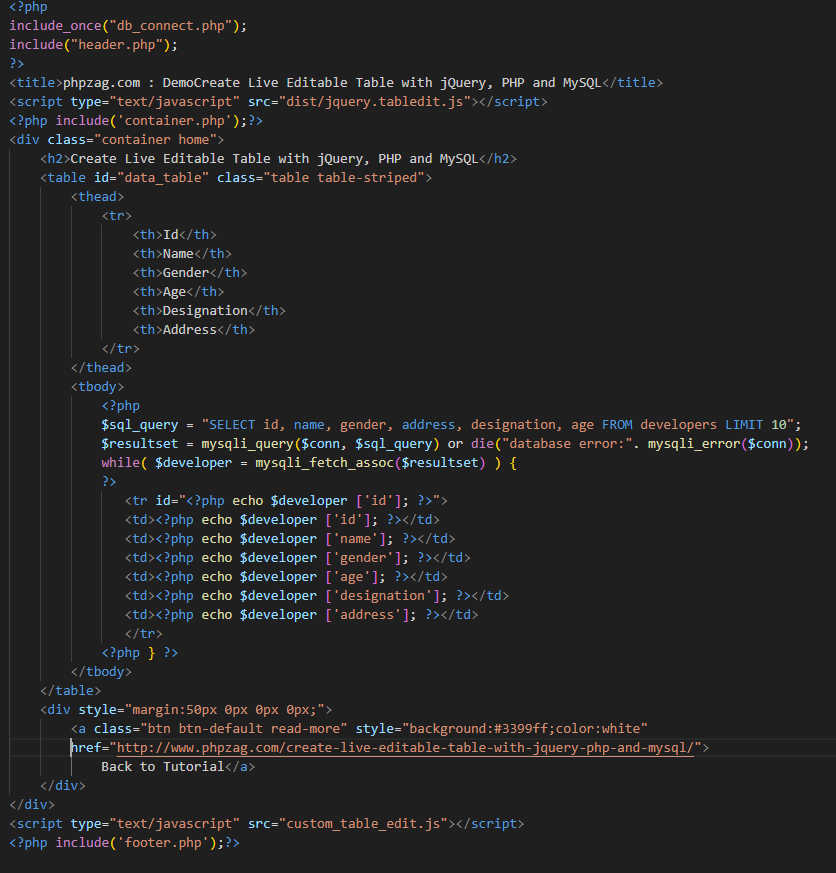 <?php
include_once("db_connect.php");
include("header.php");
?>
<title>phpzag.com : DemoCreate Live Editable Table with jQuery, PHP and MySQL</title>
<script type="text/javascript" src="dist/jquery.tabledit.js"></script>
<?php include('container.php');?>
<div class="container home">
    <h2>Create Live Editable Table with jQuery, PHP and MySQL</h2>
    <table id="data_table" class="table table-striped">
        <thead>
            <tr>
                <th>Id</th>
                <th>Name</th>
                <th>Gender</th>
                <th>Age</th>
                <th>Designation</th>
                <th>Address</th>
            </tr>
        </thead>
        <tbody>
            <?php
            $sql_query = "SELECT id, name, gender, address, designation, age FROM developers LIMIT 10";
            $resultset = mysqli_query($conn, $sql_query) or die("database error:". mysqli_error($conn));
            while( $developer = mysqli_fetch_assoc($resultset) ) {
            ?>
               <tr id="<?php echo $developer ['id']; ?>">
               <td><?php echo $developer ['id']; ?></td>
               <td><?php echo $developer ['name']; ?></td>
               <td><?php echo $developer ['gender']; ?></td>
               <td><?php echo $developer ['age']; ?></td>
               <td><?php echo $developer ['designation']; ?></td>
               <td><?php echo $developer ['address']; ?></td>
               </tr>
            <?php } ?>
        </tbody>
    </table>
    <div style="margin:50px 0px 0px 0px;">
        <a class="btn btn-default read-more" style="background:#3399ff;color:white"
        href="http://www.phpzag.com/create-live-editable-table-with-jquery-php-and-mysql/">
            Back to Tutorial</a>
    </div>
</div>
<script type="text/javascript" src="custom_table_edit.js"></script>
<?php include('footer.php');?>